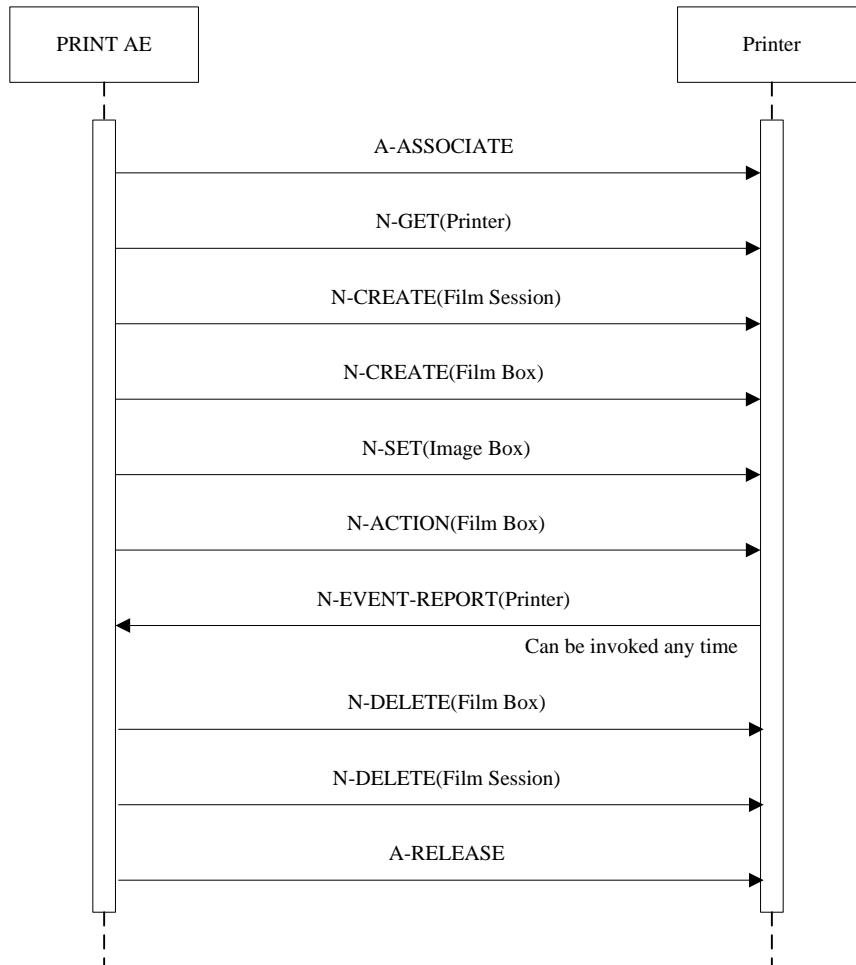 PRINT AE
Printer
A-ASSOCIATE
N-GET(Printer)
N-CREATE(Film Session)
N-CREATE(Film Box)
N-SET(Image Box)
N-ACTION(Film Box)
N-EVENT-REPORT(Printer)
Can be invoked any time
N-DELETE(Film Box)
N-DELETE(Film Session)
A-RELEASE